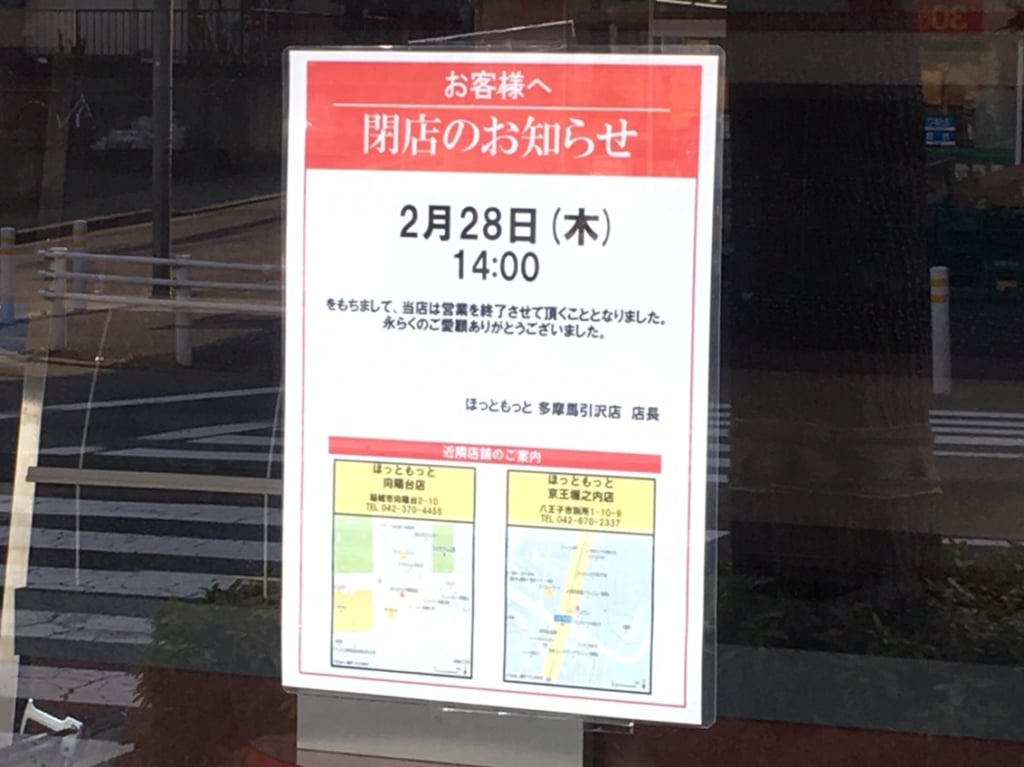 お客様へ
閉店のお知らせ
2月28日(木)
14:00
をもちまして、当店は営業を終了させて頂くこととなりました。
永らくのご愛顧ありがとうございました。
ほっともっと 多摩馬引沢店 店長
近隣店舗のご案内
ほっともっと
向陽台店
稲城市向陽台2-10
TEL 042-370-4455
ほっともっと
京王堀之内店
八王子市別所1-10-9
TEL 042-670-2337